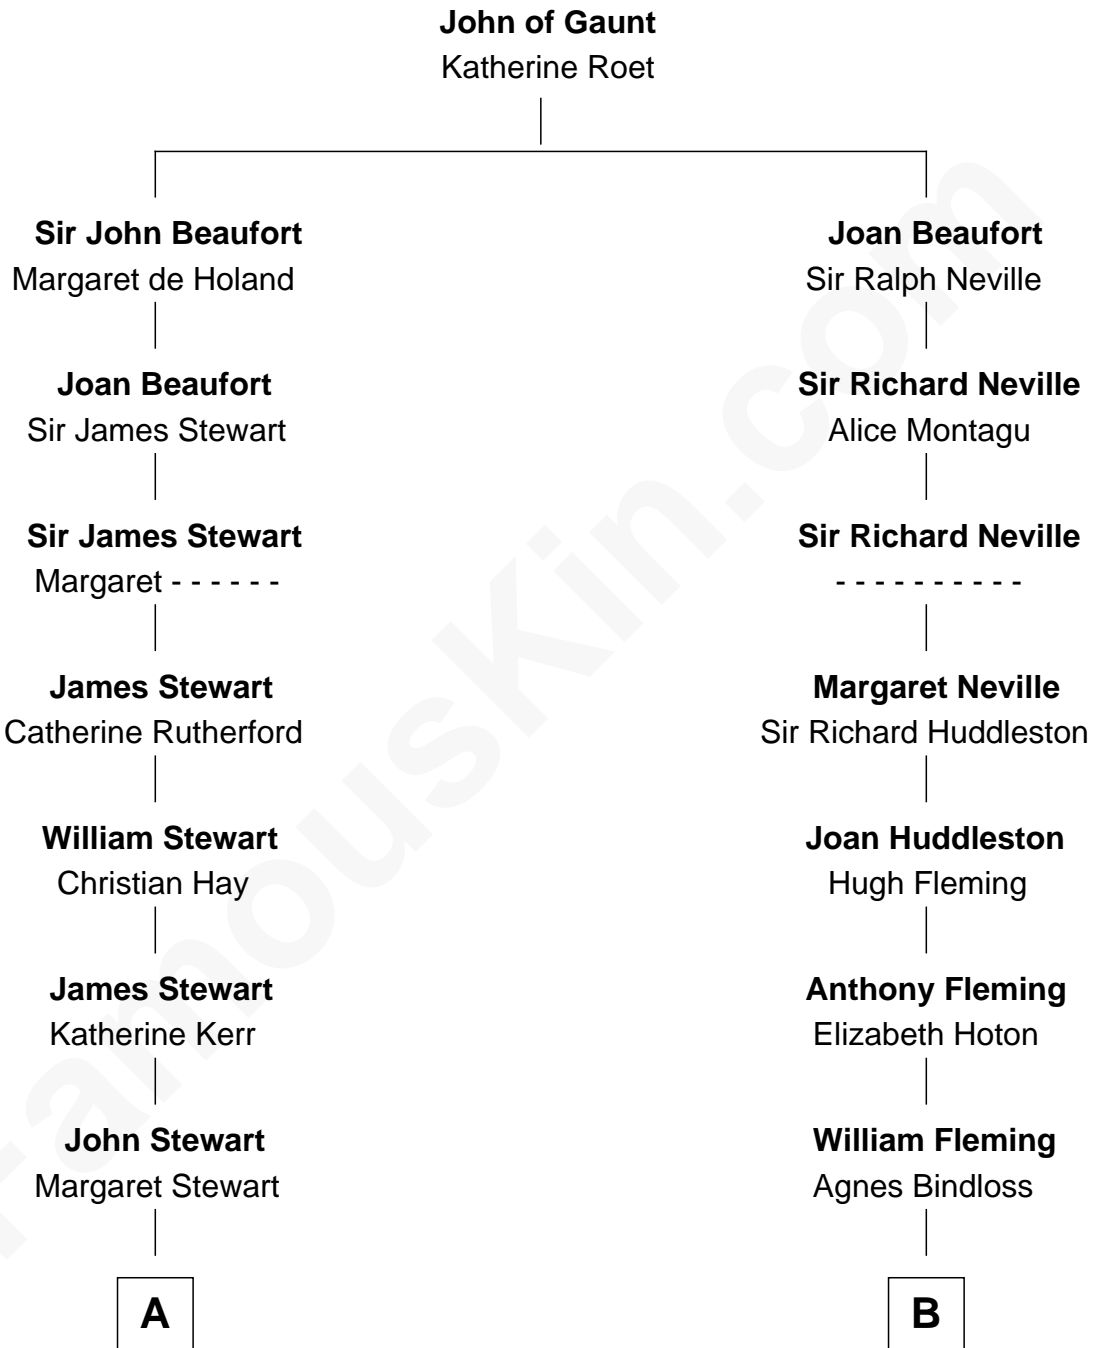 John of Gaunt
Katherine Roet
Sir John Beaufort
Margaret de Holand
Joan Beaufort
Sir James Stewart
Sir James Stewart
Margaret - - - - - -
James Stewart
Catherine Rutherford
William Stewart
Christian Hay
James Stewart
Katherine Kerr
John Stewart
Margaret Stewart
A
Joan Beaufort
Sir Ralph Neville
Sir Richard Neville
Alice Montagu
Sir Richard Neville
- - - - - - - - - -
Margaret Neville
Sir Richard Huddleston
Joan Huddleston
Hugh Fleming
Anthony Fleming
Elizabeth Hoton
William Fleming
Agnes Bindloss
B
FamousKin.com